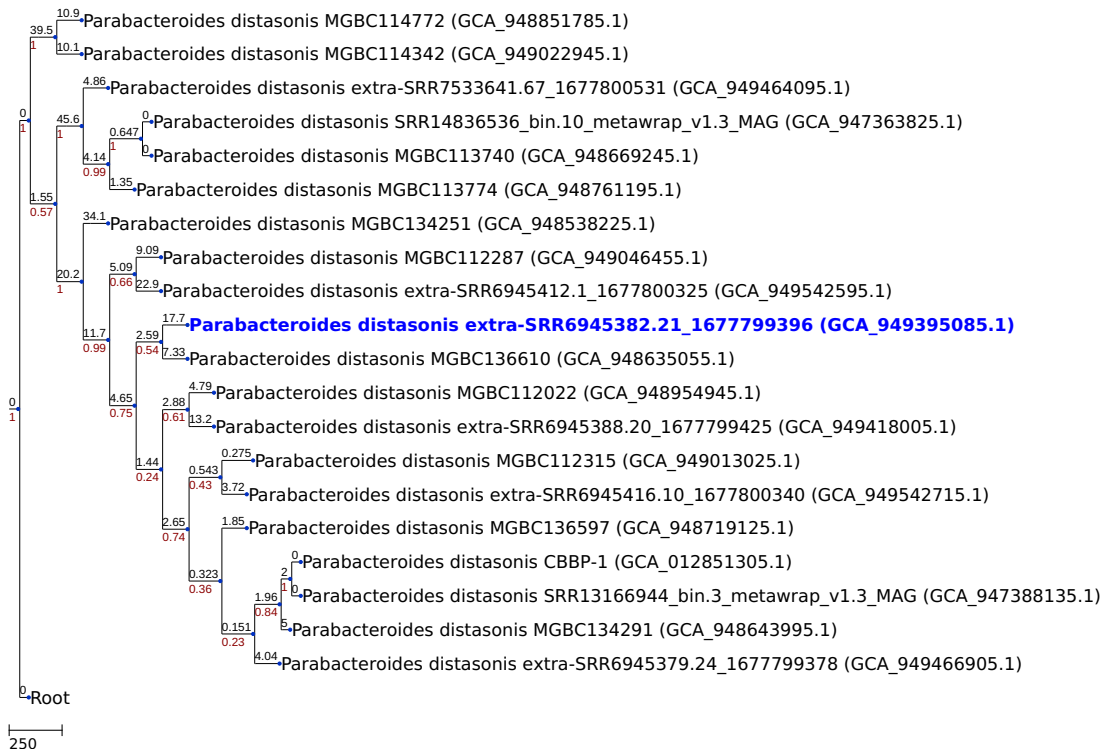 10.9 Parabacteroides distasonis MGBC114772 (GCA_948851785.1)
39.5
1
10.1 Parabacteroides distasonis MGBC114342 (GCA_949022945.1)
4.86 Parabacteroides distasonis extra-SRR7533641.67_1677800531 (GCA_949464095.1)
0
1
45.6
1
0 Parabacteroides distasonis SRR14836536_bin.10_metawrap_v1.3_MAG (GCA_947363825.1)
0.647
1
0 Parabacteroides distasonis MGBC113740 (GCA_948669245.1)
4.14
0.99
1.35 Parabacteroides distasonis MGBC113774 (GCA_948761195.1)
1.55
0.57
34.1 Parabacteroides distasonis MGBC134251 (GCA_948538225.1)
9.09 Parabacteroides distasonis MGBC112287 (GCA_949046455.1)
20.2
1
5.09
0.66
22.9 Parabacteroides distasonis extra-SRR6945412.1_1677800325 (GCA_949542595.1)
17.7 Parabacteroides distasonis extra-SRR6945382.21_1677799396 (GCA_949395085.1)
11.7
0.99
2.59
0.54
7.33 Parabacteroides distasonis MGBC136610 (GCA_948635055.1)
4.79 Parabacteroides distasonis MGBC112022 (GCA_948954945.1)
0
1
4.65
0.75
2.88
0.61
13.2 Parabacteroides distasonis extra-SRR6945388.20_1677799425 (GCA_949418005.1)
0.275 Parabacteroides distasonis MGBC112315 (GCA_949013025.1)
1.44
0.24
0.543
0.43
3.72 Parabacteroides distasonis extra-SRR6945416.10_1677800340 (GCA_949542715.1)
2.65
0.74
1.85 Parabacteroides distasonis MGBC136597 (GCA_948719125.1)
0 Parabacteroides distasonis CBBP-1 (GCA_012851305.1)
0.323
0.36
2
1
0 Parabacteroides distasonis SRR13166944_bin.3_metawrap_v1.3_MAG (GCA_947388135.1)
1.96
0.84
5 Parabacteroides distasonis MGBC134291 (GCA_948643995.1)
0.151
0.23
4.04 Parabacteroides distasonis extra-SRR6945379.24_1677799378 (GCA_949466905.1)
0 Root
250